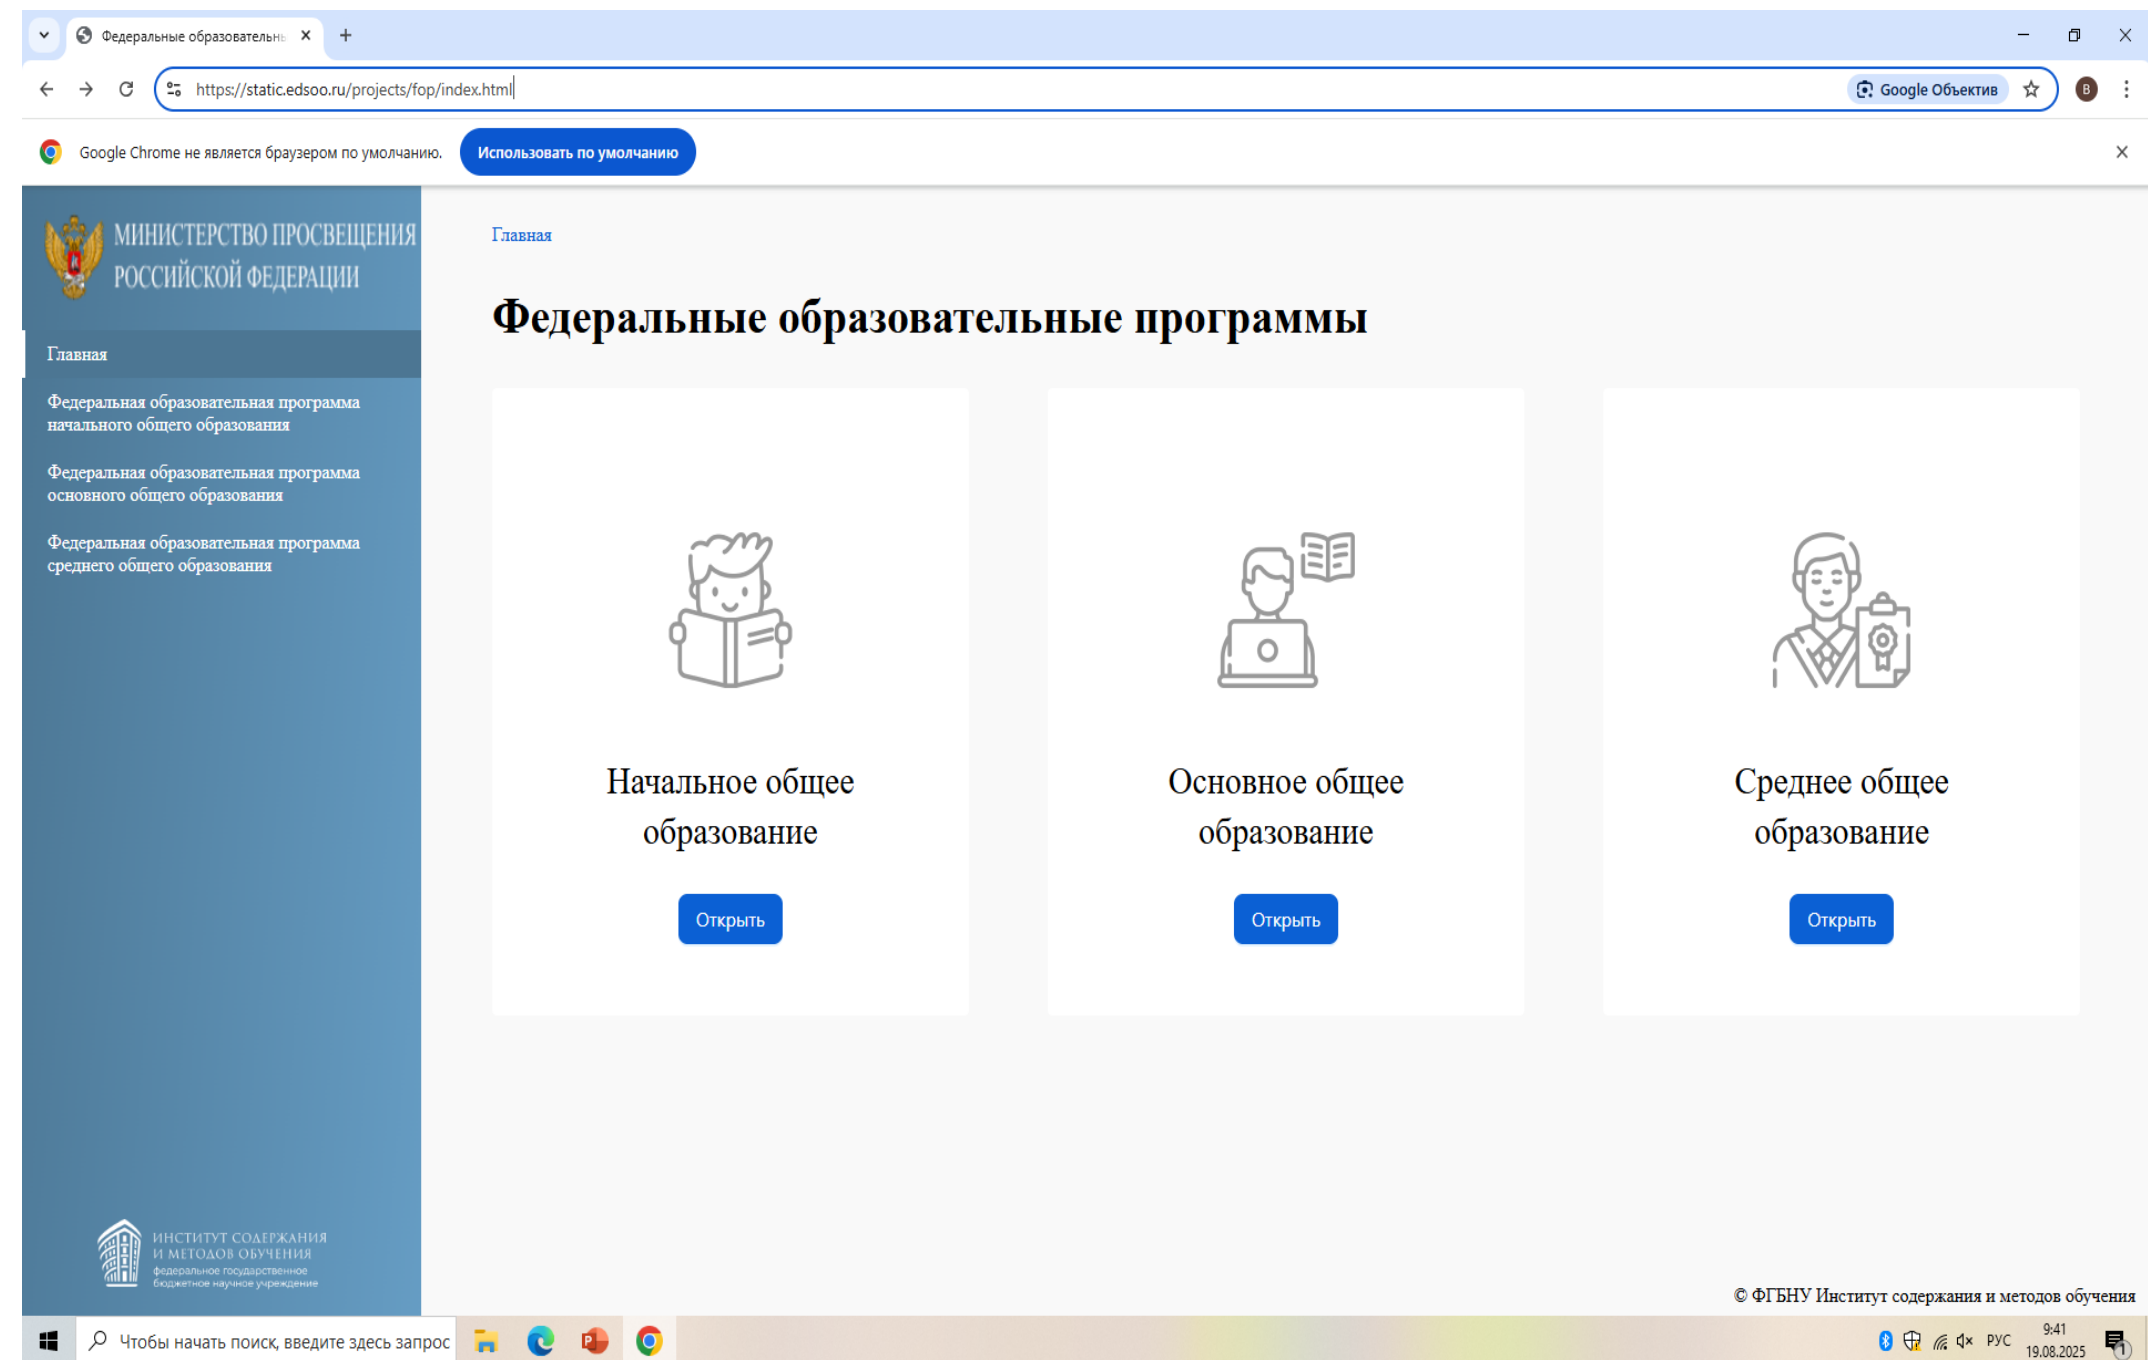 Федеральные образовательн
https://static.edsoo.ru/projects/fop/index.html
Google Объектив
B
Google Chrome не является браузером по умолчанию.
Использовать по умолчанию
МИНИСТЕРСТВО ПРОСВЕЩЕНИЯ
РОССИЙСКОЙ ФЕДЕРАЦИИ
Главная
Федеральная образовательная программа
начального общего образования
Федеральная образовательная программа
основного общего образования
Федеральная образовательная программа
среднего общего образования
ИНСТИТУТ СОДЕРЖАНИЯ
И МЕТОДОВ ОБУЧЕНИЯ
федеральное государственное
бюджетное научное учреждение
Главная
Федеральные образовательные программы
Начальное общее
образование
Открыть
Основное общее
образование
Открыть
Среднее общее
образование
Открыть
© ФГБНУ Институт содержания и методов обучения
Чтобы начать поиск, введите здесь запрос
РУС
9:41
19.08.2025
1